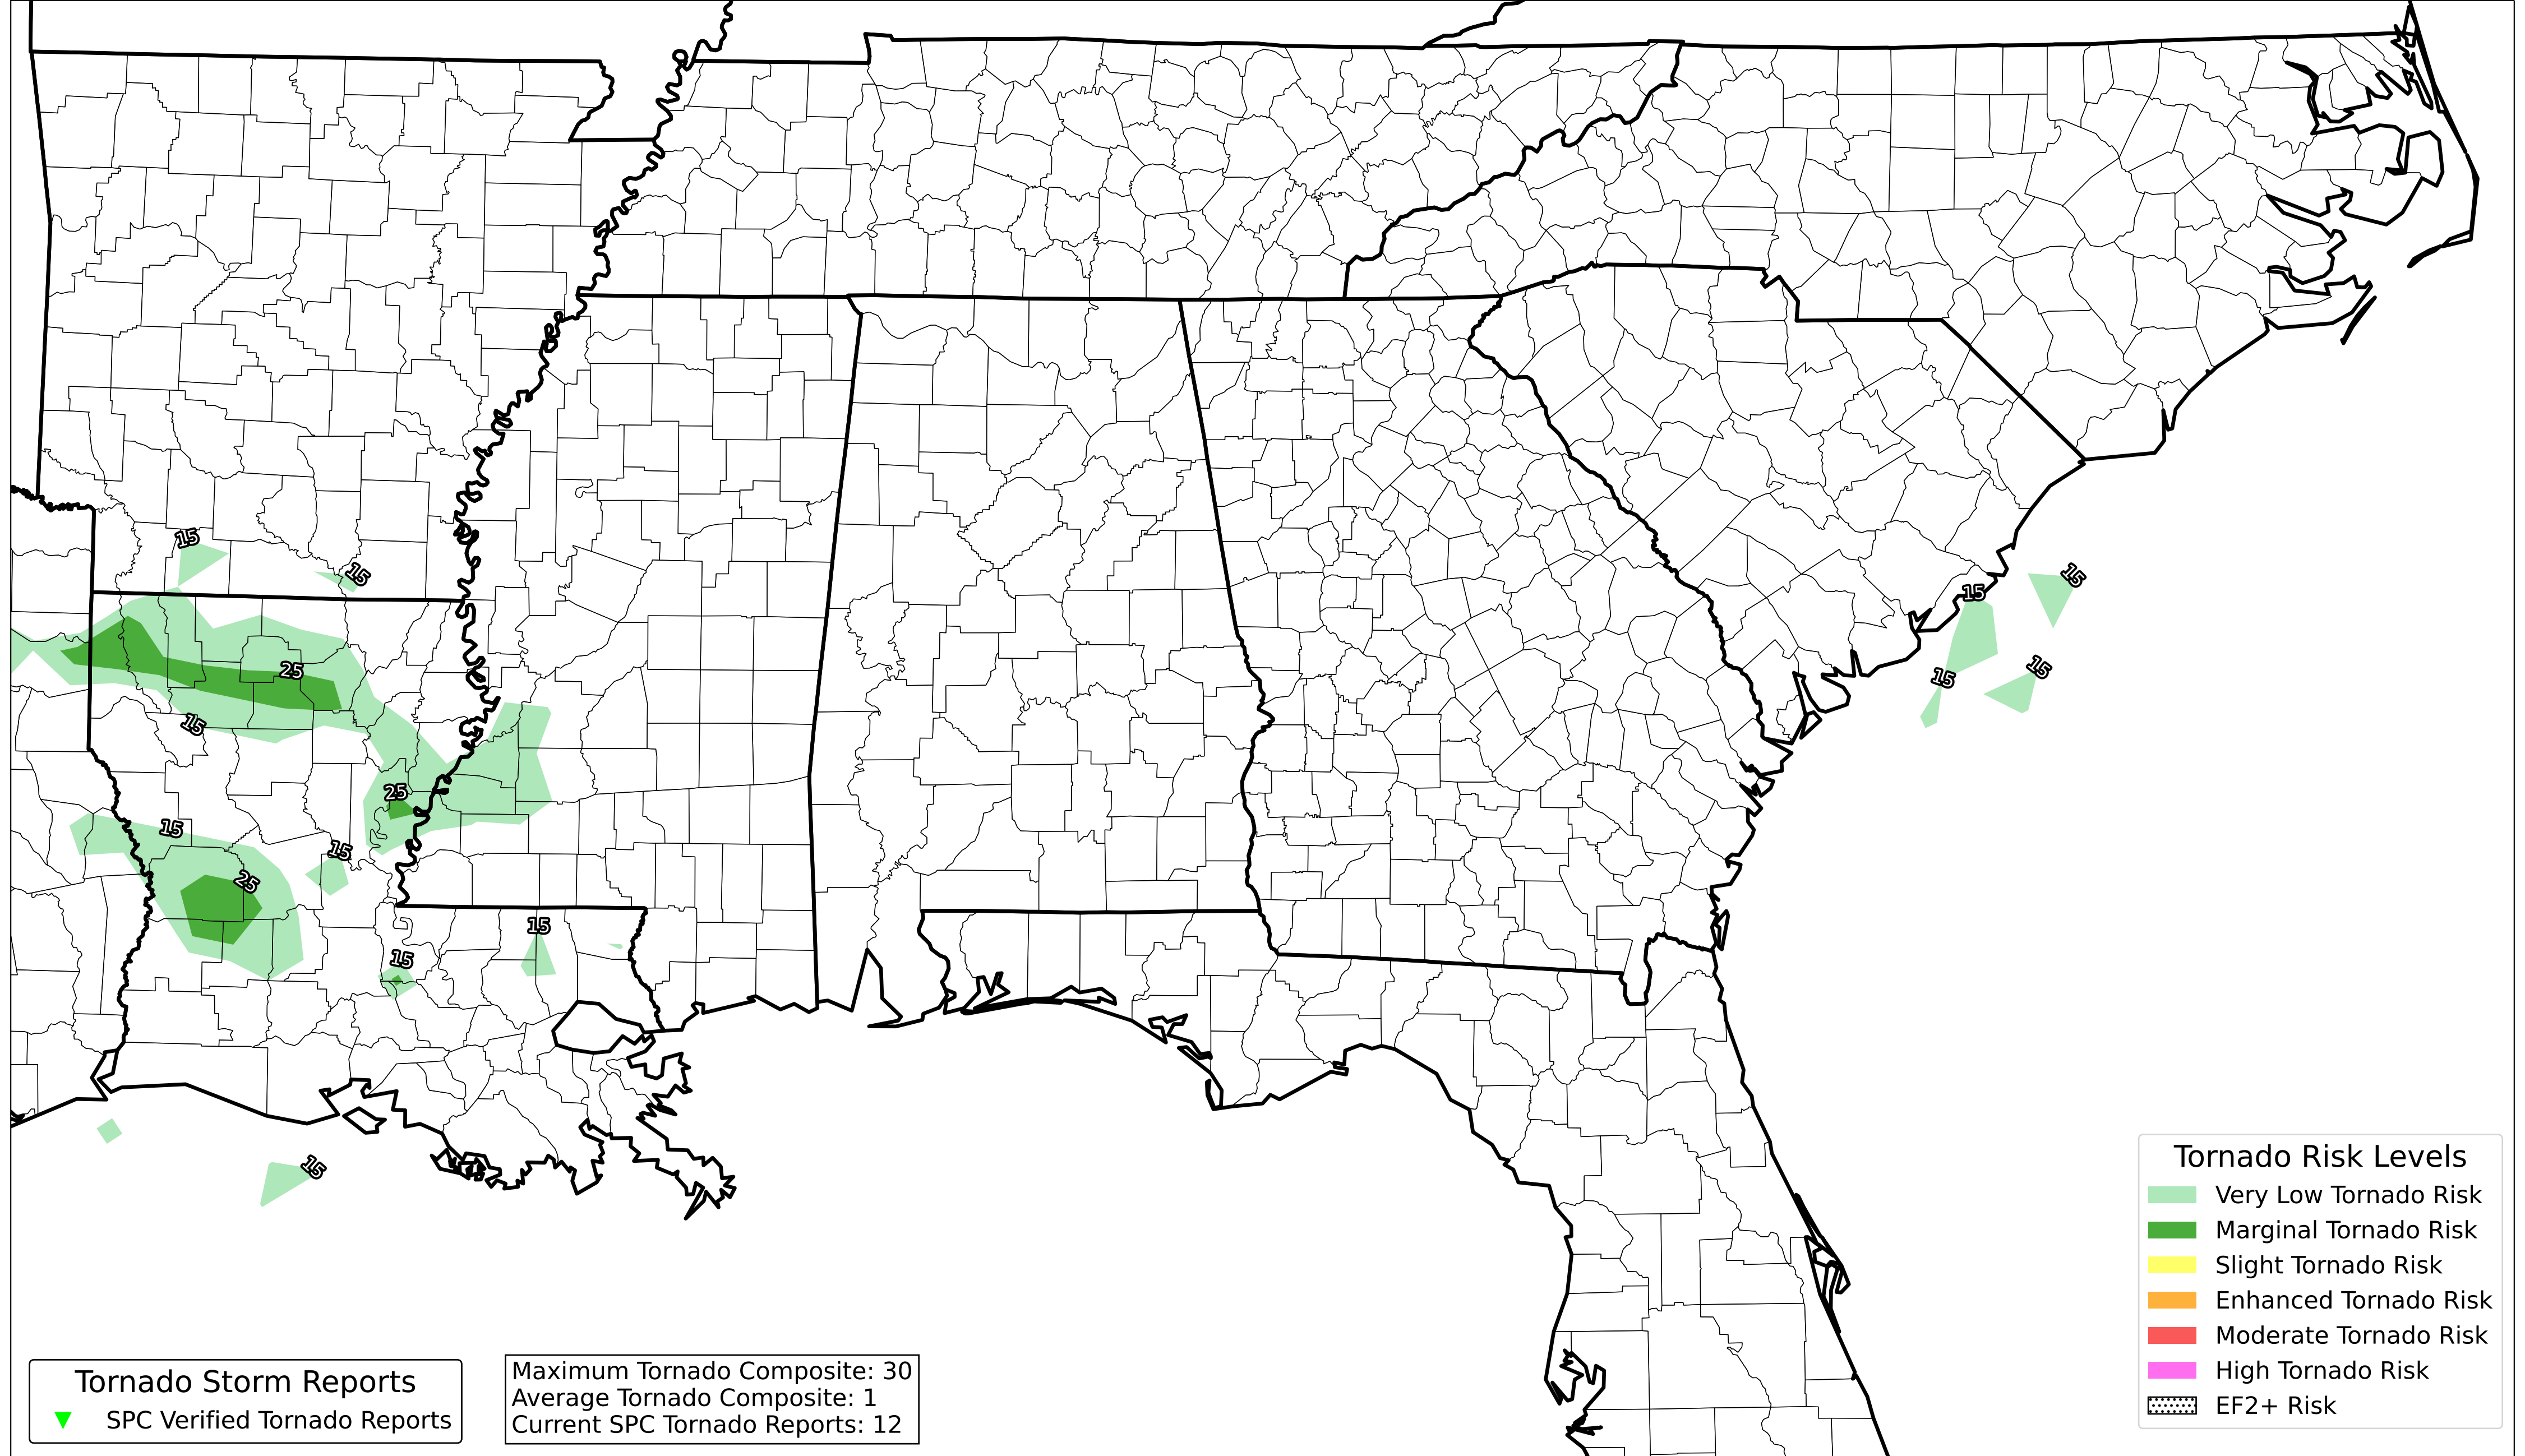 15
15
15
15
25
15
15
15
25
15
15
25
15
15
15
15
Tornado Risk Levels
Very Low Tornado Risk
Marginal Tornado Risk
Slight Tornado Risk
Enhanced Tornado Risk
Moderate Tornado Risk
High Tornado Risk
EF2+ Risk
Tornado Storm Reports
SPC Verified Tornado Reports
Maximum Tornado Composite: 30
Average Tornado Composite: 1
Current SPC Tornado Reports: 12